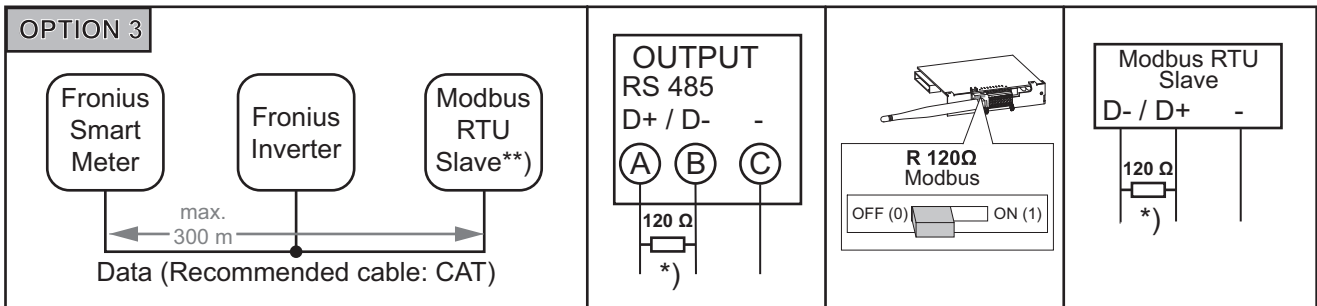 OPTION 3
Fronius
Smart
Meter
Fronius
Inverter
Modbus
RTU
Slave**)
max.
300 m
Data (Recommended cable: CAT)
OUTPUT
RS 485
D+ / D- -
A B C
120 Ω
*)
R 120Ω
Modbus
OFF (0) ON (1)
Modbus RTU
Slave
D- / D+ -
120 Ω
*)